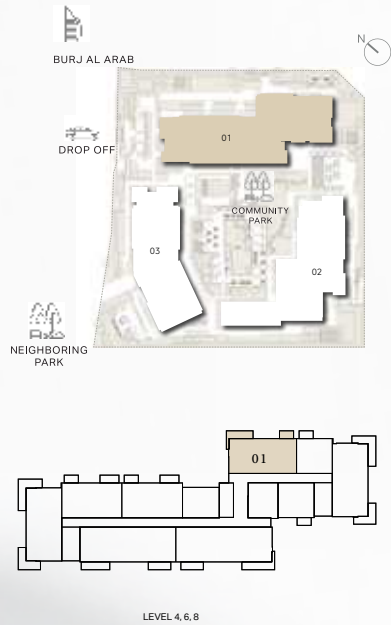 BURJ AL ARAB
N
DROP OFF
01
COMMUNITY
PARK
03
02
NEIGHBORING
PARK
01
LEVEL 4, 6, 8